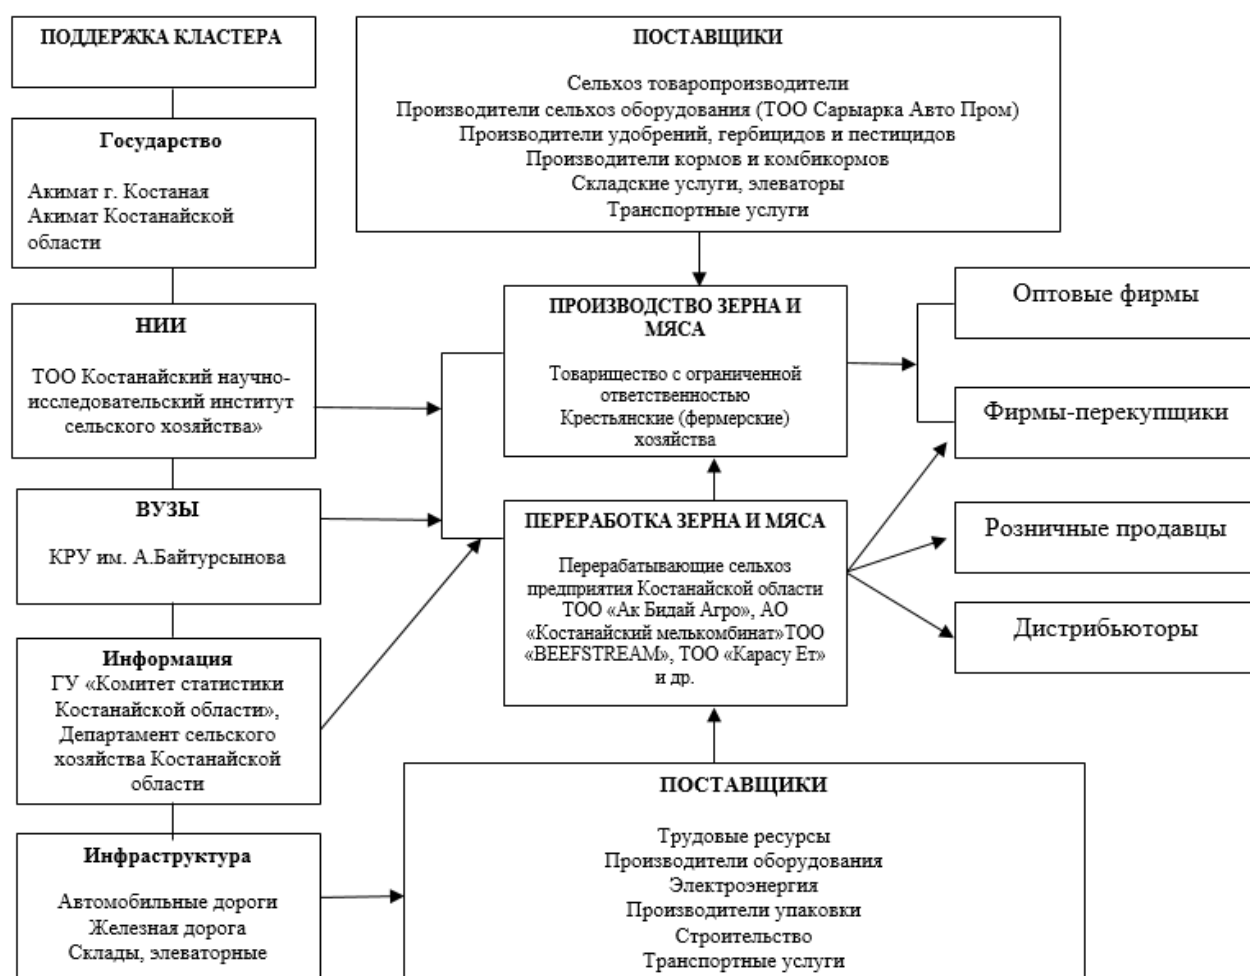 ПОДДЕРЖКА КЛАСТЕРА
Государство
Акимат г. Костаная
Акимат Костанайской
области
НИИ
ТОО Костанайский научно-
исследовательский институт
сельского хозяйства»
ВУЗЫ
КРУ им. А.Байтурсынова
Информация
ГУ «Комитет статистики
Костанайской области»,
Департамент сельского
хозяйства Костанайской
области
Инфраструктура
Автомобильные дороги
Железная дорога
Склады, элеваторные
ПОСТАВЩИКИ
Сельхоз товаропроизводители
Производители сельхоз оборудования (ТОО Сарыарка Авто Пром)
Производители удобрений, гербицидов и пестицидов
Производители кормов и комбикормов
Складские услуги, элеваторы
Транспортные услуги
ПРОИЗВОДСТВО ЗЕРНА И
МЯСА
Товарищество с ограниченной
ответственностью
Крестьянские (фермерские)
хозяйства
ПЕРЕРАБОТКА ЗЕРНА И МЯСА
Перерабатывающие сельхоз
предприятия Костанайской области
ТОО «Ак Бидай Агро», АО
«Костанайский мелькомбинат»ТОО
«BEEFSTREAM», ТОО «Карасу Ет»
и др.
ПОСТАВЩИКИ
Трудовые ресурсы
Производители оборудования
Электроэнергия
Производители упаковки
Строительство
Транспортные услуги
Оптовые фирмы
Фирмы-перекупщики
Розничные продавцы
Дистрибьюторы